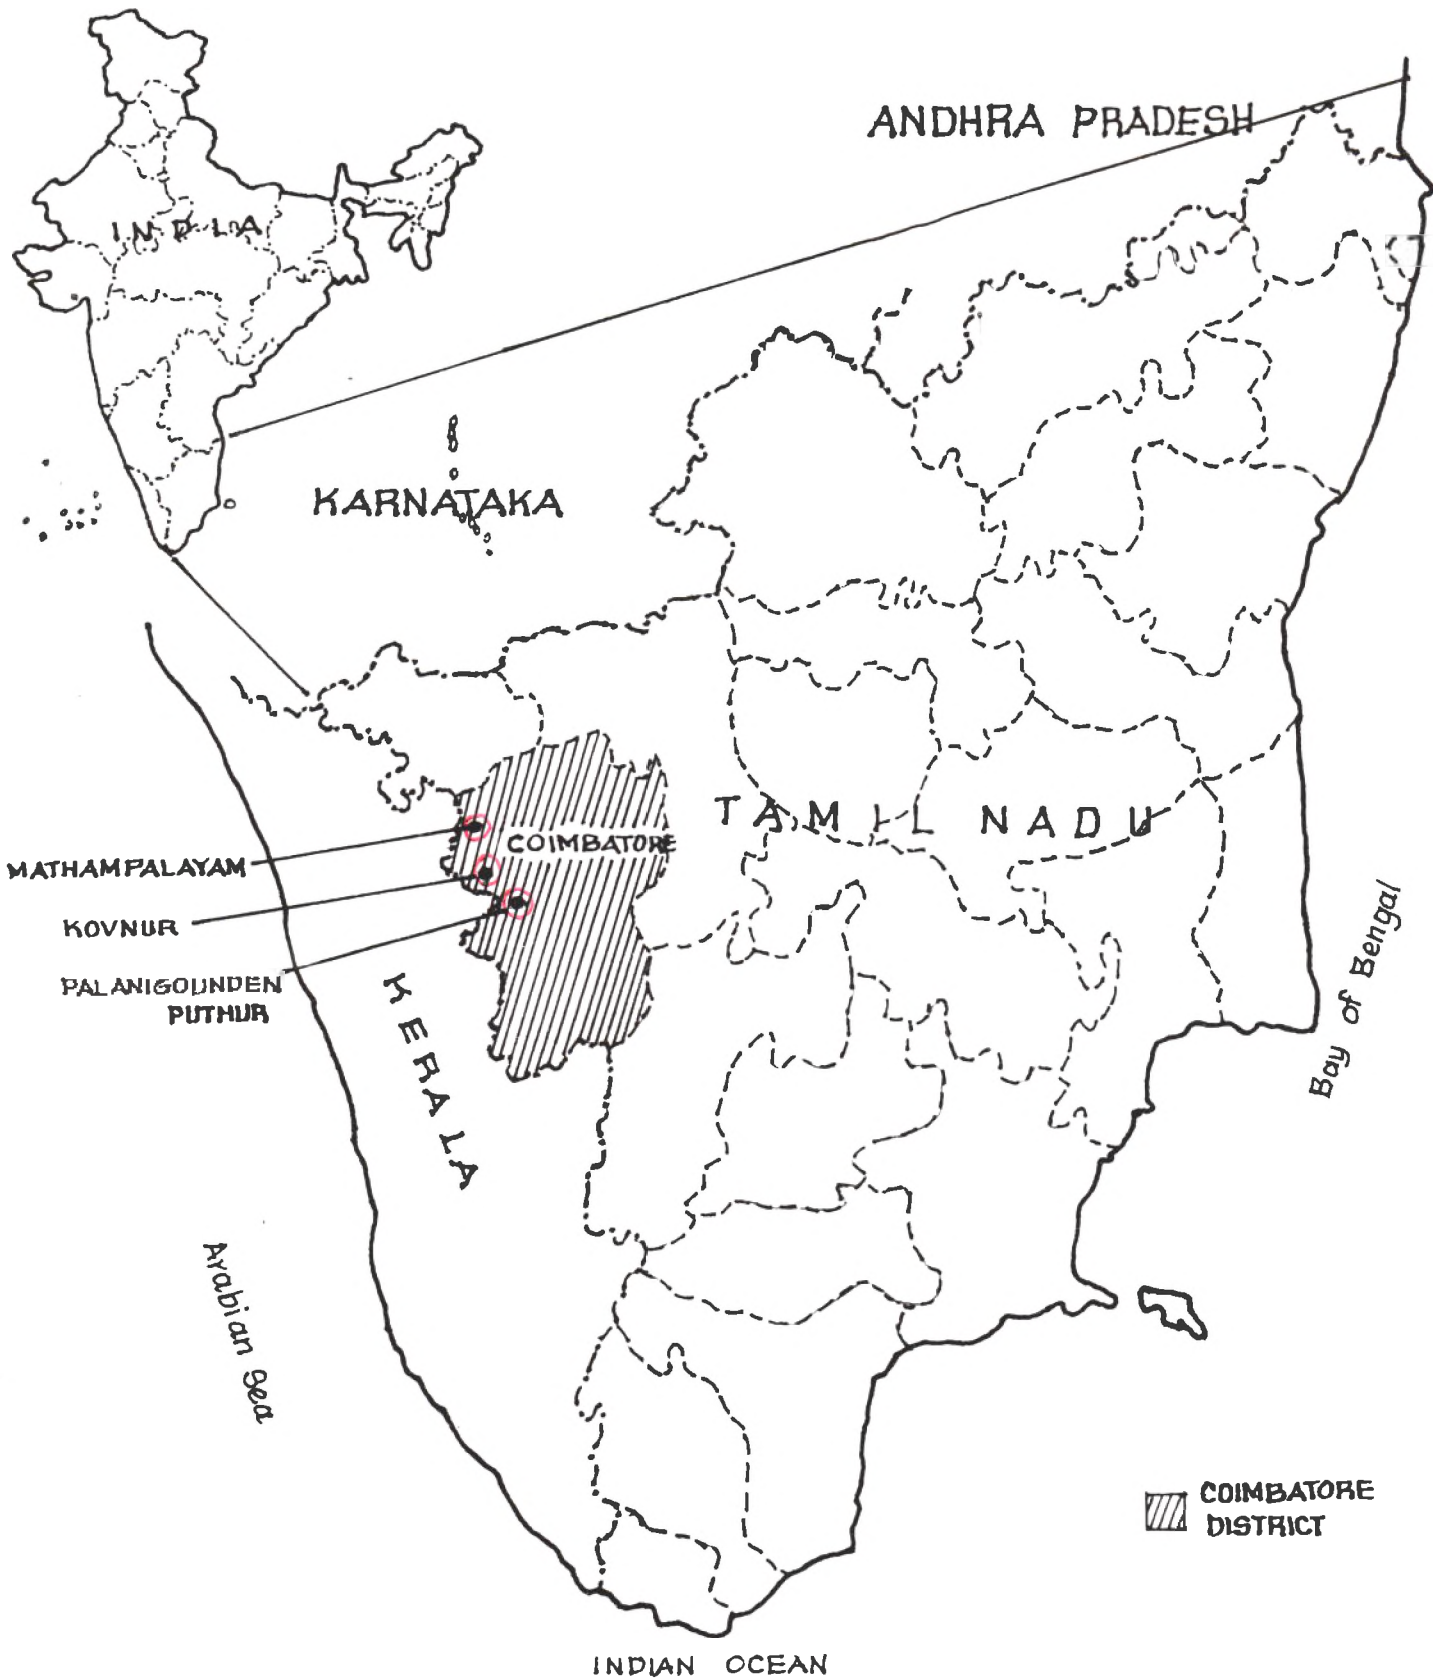 ANDHRA PRADESH
INDIA
KARNATAKA
TAMIL NADU
COIMBATORE
MATHAMPALAYAM
KOVNUR
PALANIGOUNDEN
PUTHUR
KERALA
Bay of Bengal
Arabian Sea
COIMBATORE
DISTRICT
INDIAN OCEAN